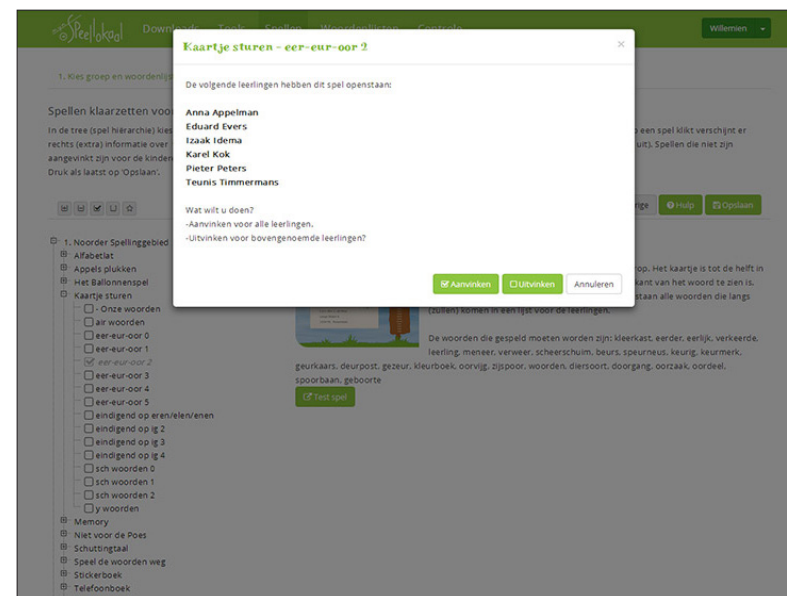 Speellokaal Downloads Tools Spellen Woordenlijsten Controle Willemien
Kaartje sturen - eer-eur-oor 2 ×
1. Kies groep en woordenlijs
De volgende leerlingen hebben dit spel openstaan:
Spellen klaarzetten voo
Anna Appelman
Eduard Evers
Izaak Idema
Karel Kok
Pieter Peters
Teunis Timmermans
In de tree (spel hiërarchie) kies
rechts (extra) informatie over
aangevinkt zijn voor de kinderen
Druk als laatst op 'Opslaan'.
een spel klikt verschijnt er
uit). Spellen die niet zijn
Wat wilt u doen?
-Aanvinken voor alle leerlingen.
-Uitvinken voor bovengenoemde leerlingen?
rige Hulp Opslaan
Aanvinken Uitvinken Annuleren
1. Noorder Spellinggebied
Alfabetlat
Appels plukken
Het Ballonnenspel
Kaartje sturen
- Onze woorden
air woorden
eer-eur-oor 0
eer-eur-oor 1
eer-eur-oor 2
eer-eur-oor 3
eer-eur-oor 4
eer-eur-oor 5
eindigend op eren/elen/enen
eindigend op ig 2
eindigend op ig 3
eindigend op ig 4
sch woorden 0
sch woorden 1
sch woorden 2
y woorden
Memory
Niet voor de Poes
Schuttingtaal
Speel de woorden weg
Stickerboek
Telefoonboek
op. Het kaartje is tot de helft in
kant van het woord te zien is.
staan alle woorden die langs
(zullen) komen in een lijst voor de leerlingen.
De woorden die gespeld moeten worden zijn: kleerkast, eerder, eerlijk, verkeerde,
leerling, meneer, verweer, scheerschuim, beurs, speurneus, keurig, keurmerk,
geurkaars, deurpost, gezeur, kleurboek, oorvijg, zijspoor, woorden, diersoort, doorgang, oorzaak, oordeel,
spoorbaan, geboorte
Test spel